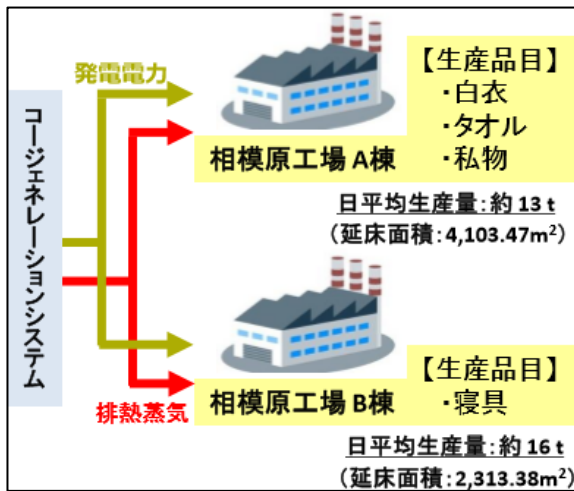 コージェネレーションシステム
発電電力
【生産品目】
・白衣
・タオル
・私物
相模原工場 A棟
日平均生産量:約 13 t
(延床面積:4,103.47m²)
排熱蒸気
相模原工場 B棟
【生産品目】
・寝具
日平均生産量:約 16 t
(延床面積:2,313.38m²)